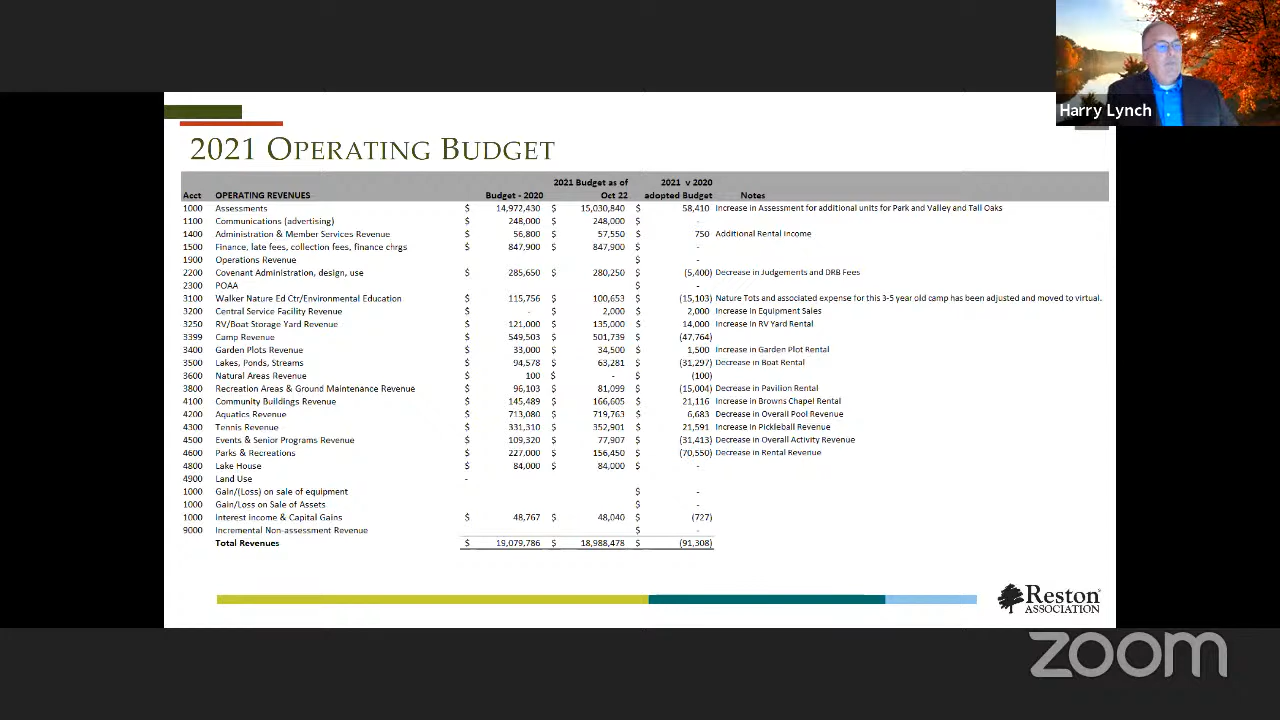 Harry Lynch
2021 OPERATING BUDGET
2021 Budget as of 2021 v 2020
Acct OPERATING REVENUES Budget - 2020 Oct 22 adopted Budget Notes
1000 Assessments $ 14,972,430 $ 15,030,840 $ 58,410 Increase in Assessment for additional units for Park and Valley and Tall Oaks
1100 Communications (advertising) $ 248,000 $ 248,000 $ -
1400 Administration & Member Services Revenue $ 56,800 $ 57,550 $ 750 Additional Rental Income
1500 Finance, late fees, collection fees, finance chrgs $ 847,900 $ 847,900 $ -
1900 Operations Revenue $ -
2200 Covenant Administration, design, use $ 285,650 $ 280,250 $ (5,400) Decrease in Judgements and DRB Fees
2300 POAA $ -
3100 Walker Nature Ed Ctr/Environmental Education $ 115,756 $ 100,653 $ (15,103) Nature Tots and associated expense for this 3-5 year old camp has been adjusted and moved to virtual.
3200 Central Service Facility Revenue $ - $ 2,000 $ 2,000 Increase in Equipment Sales
3250 RV/Boat Storage Yard Revenue $ 121,000 $ 135,000 $ 14,000 Increase in RV Yard Rental
3399 Camp Revenue $ 549,503 $ 501,739 $ (47,764)
3400 Garden Plots Revenue $ 33,000 $ 34,500 $ 1,500 Increase in Garden Plot Rental
3500 Lakes, Ponds, Streams $ 94,578 $ 63,281 $ (31,297) Decrease in Boat Rental
3600 Natural Areas Revenue $ 100 $ - $ (100)
3800 Recreation Areas & Ground Maintenance Revenue $ 96,103 $ 81,099 $ (15,004) Decrease in Pavilion Rental
4100 Community Buildings Revenue $ 145,489 $ 166,605 $ 21,116 Increase in Browns Chapel Rental
4200 Aquatics Revenue $ 713,080 $ 719,763 $ 6,683 Decrease in Overall Pool Revenue
4300 Tennis Revenue $ 331,310 $ 352,901 $ 21,591 Increase in Pickleball Revenue
4500 Events & Senior Programs Revenue $ 109,320 $ 77,907 $ (31,413) Decrease in Overall Activity Revenue
4600 Parks & Recreations $ 227,000 $ 156,450 $ (70,550) Decrease in Rental Revenue
4800 Lake House $ 84,000 $ 84,000 $ -
4900 Land Use -
1000 Gain/(Loss) on sale of equipment $ -
1000 Gain/Loss on Sale of Assets $ -
1000 Interest Income & Capital Gains $ 48,767 $ 48,040 $ (727)
9000 Incremental Non-assessment Revenue $ -
Total Revenues $ 19,079,786 $ 18,988,478 $ (91,308)
Reston
ASSOCIATION
zoom